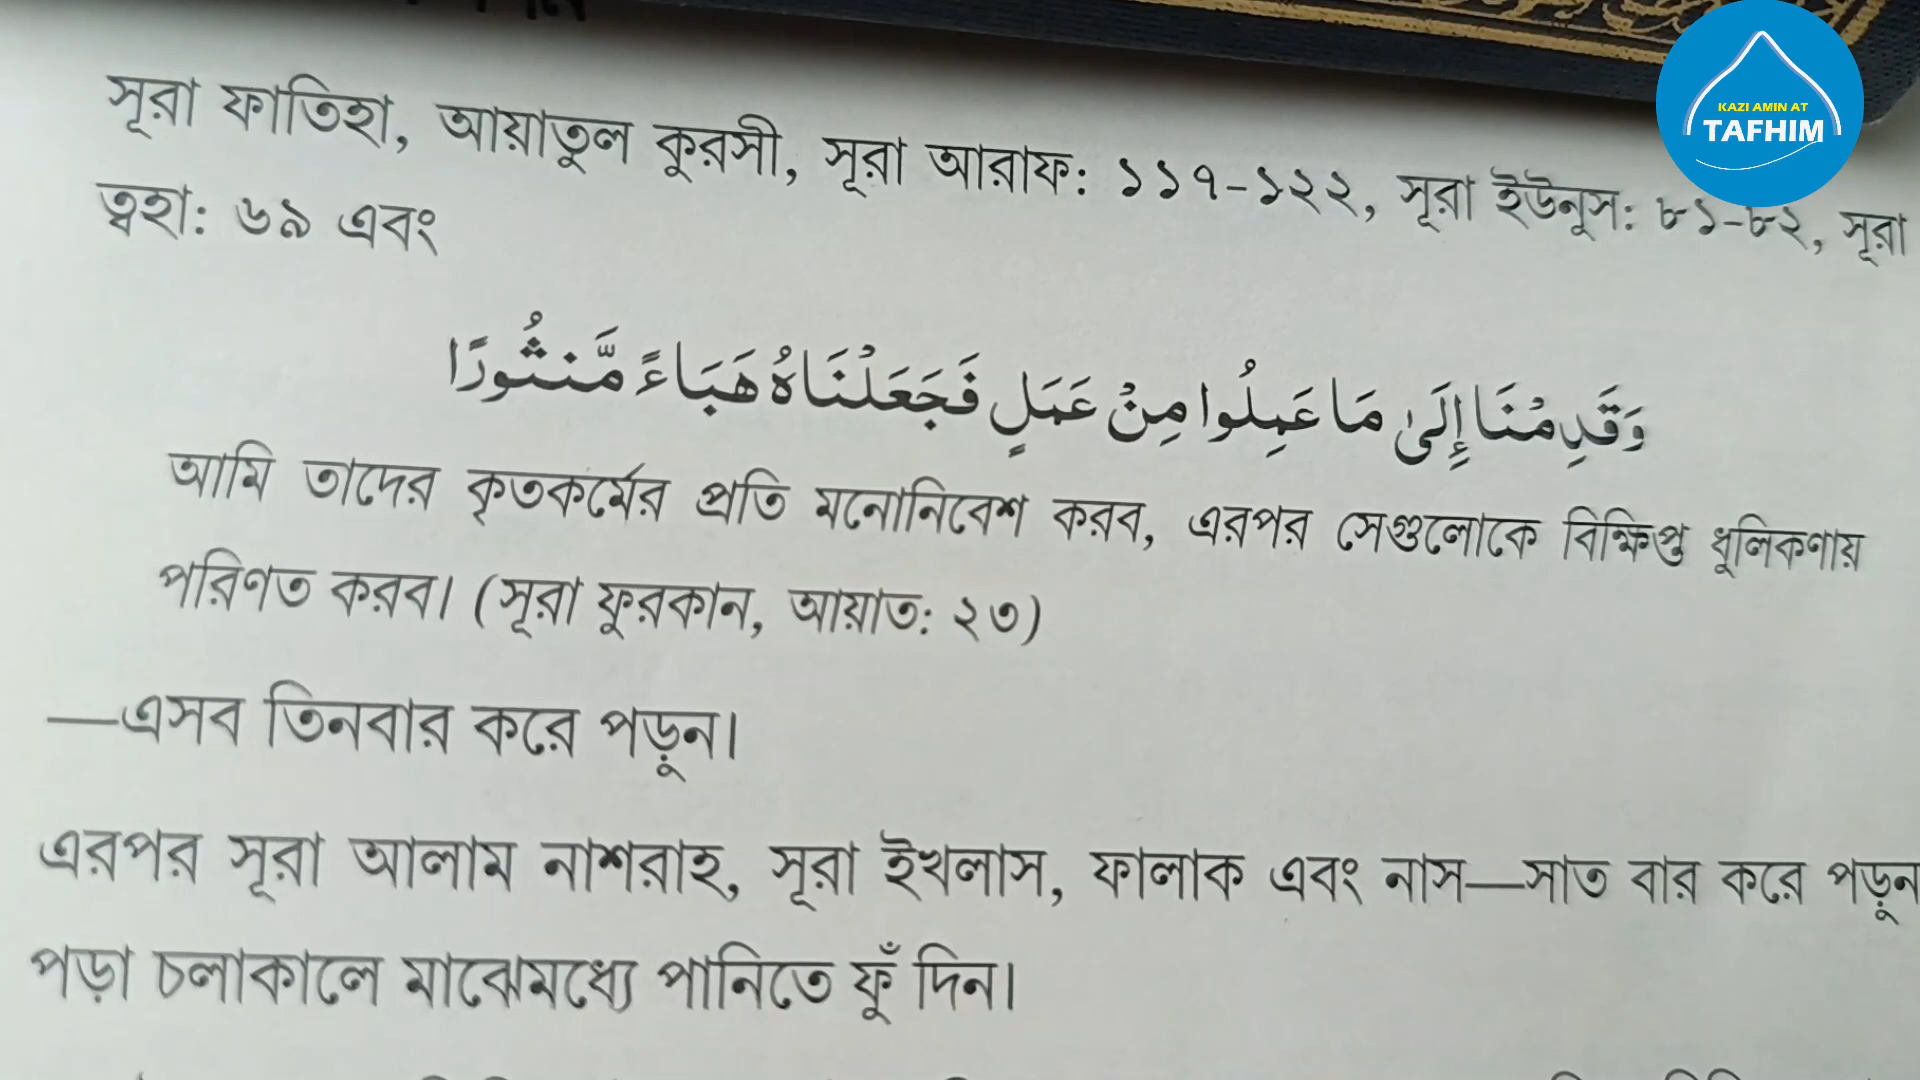 সূরা ফাতিহা, আয়াতুল কুরসী, সূরা আরাফ: ১১৭-১২২, সূরা ইউনূস: ৮১-৮২, সূরা
ত্বহা: ৬৯ এবং
وَقَدِمْنَا إِلَىٰ مَا عَمِلُوا مِنْ عَمَلٍ فَجَعَلْنَاهُ هَبَاءً مَّنثُورًا
আমি তাদের কৃতকর্মের প্রতি মনোনিবেশ করব, এরপর সেগুলোকে বিক্ষিপ্ত ধূলিকণায়
পরিণত করব। (সূরা ফুরকান, আয়াত: ২৩)
—এসব তিনবার করে পড়ুন।
এরপর সূরা আলাম নাশরাহ, সূরা ইখলাস, ফালাক এবং নাস—সাত বার করে পড়ুন
পড়া চলাকালে মাঝেমধ্যে পানিতে ফুঁ দিন।
KAZI AMIN AT
TAFHIM